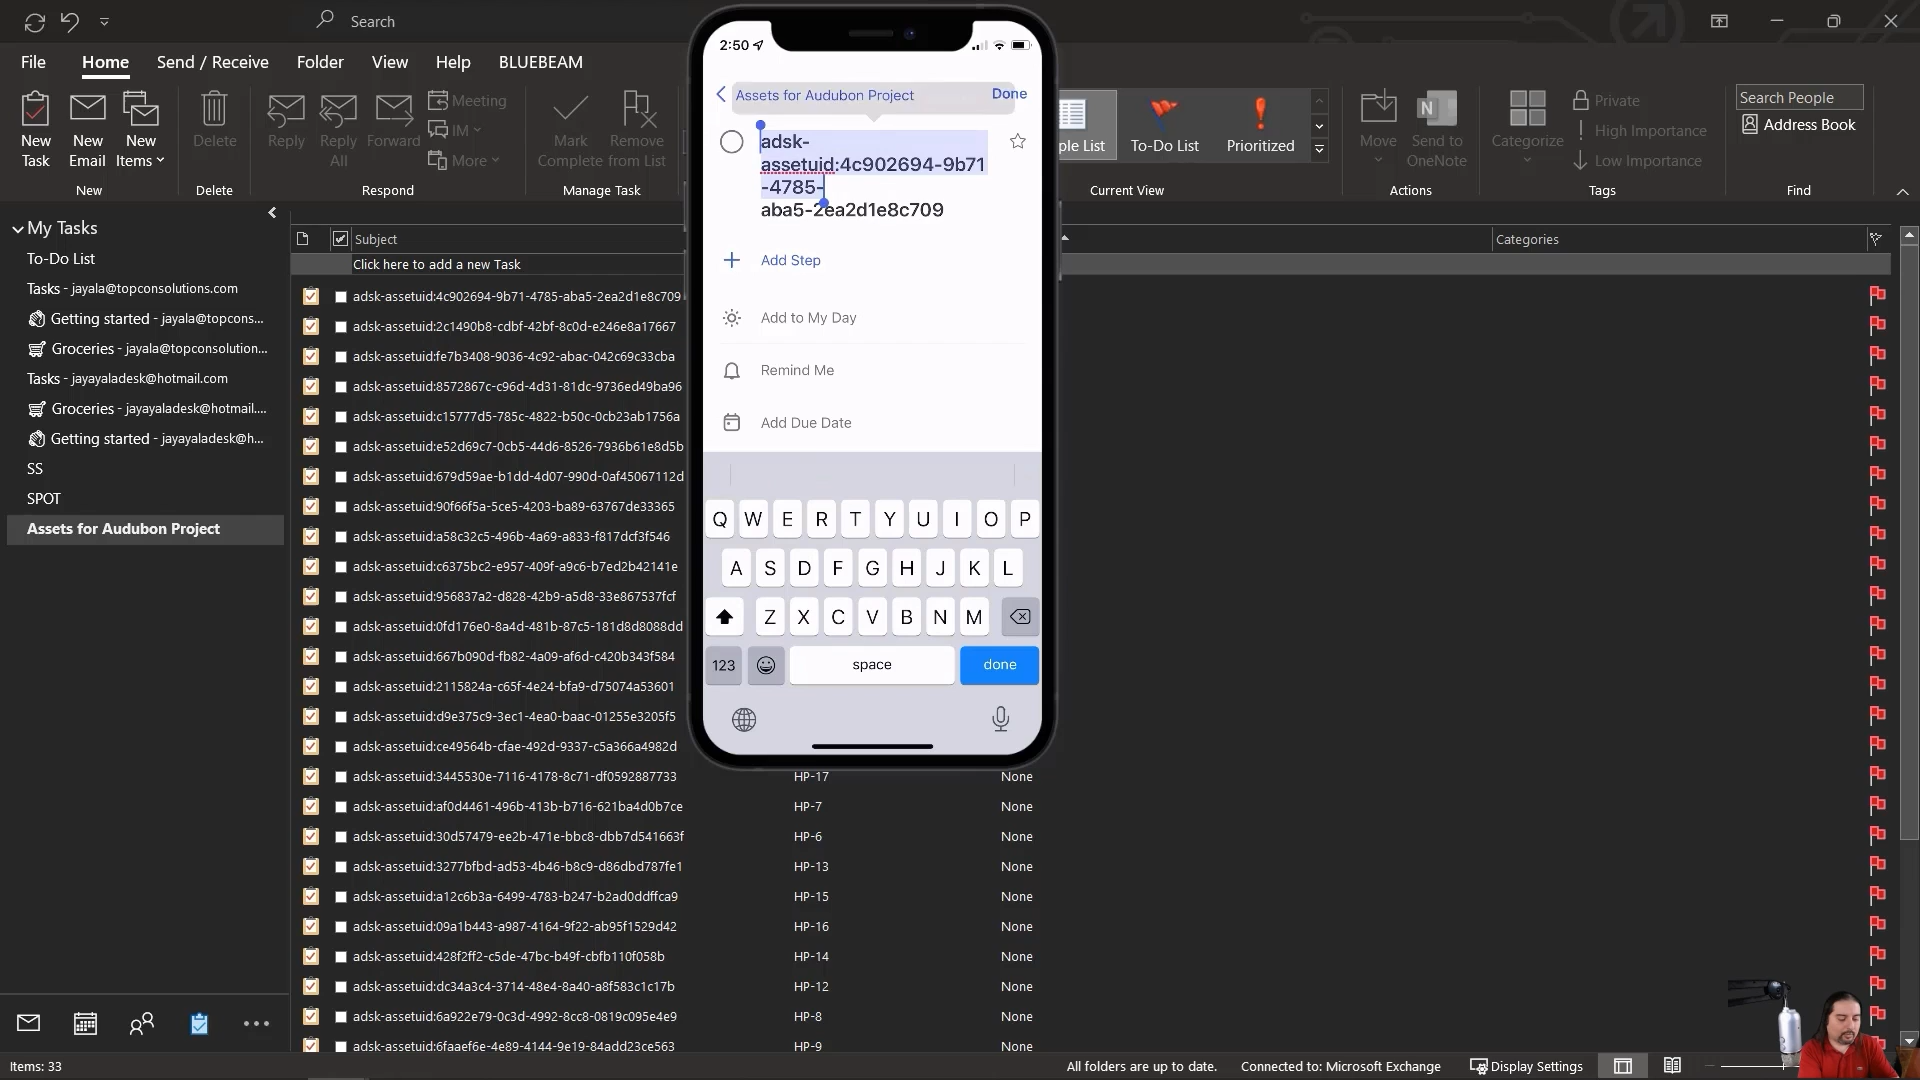 Search
File
Home
Send / Receive
Folder
View
Help
BLUEBEAM
New Task
New Email
New Items
New
Delete
Delete
Reply
Reply All
Forward
Meeting
IM
More
Respond
Mark Complete
Remove from List
Manage Task
To-Do List
Prioritized
Current View
Move
Send to OneNote
Actions
Categorize
Private
High Importance
Low Importance
Tags
Search People
Address Book
Find
2:50
Assets for Audubon Project
Done
adsk-
assetuid:4c902694-9b71
-4785-
aba5-2ea2d1e8c709
Add Step
Add to My Day
Remind Me
Add Due Date
Q W E R T Y U I O P
A S D F G H J K L
Z X C V B N M
123
space
done
My Tasks
To-Do List
Tasks - jayala@topconsolutions.com
Getting started - jayala@topcons...
Groceries - jayala@topconsolution...
Tasks - jayayaladesk@hotmail.com
Groceries - jayayaladesk@hotmail....
Getting started - jayayaladesk@h...
SS
SPOT
Assets for Audubon Project
Subject
Categories
Click here to add a new Task
adsk-assetuid:4c902694-9b71-4785-aba5-2ea2d1e8c709
adsk-assetuid:2c1490b8-cdbf-42bf-8c0d-e246e8a17667
adsk-assetuid:fe7b3408-9036-4c92-abac-042c69c33cba
adsk-assetuid:8572867c-c96d-4d31-81dc-9736ed49ba96
adsk-assetuid:c15777d5-785c-4822-b50c-0cb23ab1756a
adsk-assetuid:e52d69c7-0cb5-44d6-8526-7936b61e8d5b
adsk-assetuid:679d59ae-b1dd-4d07-990d-0af45067112d
adsk-assetuid:90f66f5a-5ce5-4203-ba89-63767de33365
adsk-assetuid:a58c32c5-496b-4a69-a833-f817dcf3f546
adsk-assetuid:c6375bc2-e957-409f-a9c6-b7ed2b42141e
adsk-assetuid:956837a2-d828-42b9-a5d8-33e867537fcf
adsk-assetuid:0fd176e0-8a4d-481b-87c5-181d8d8088dd
adsk-assetuid:667b090d-fb82-4a09-af6d-c420b343f584
adsk-assetuid:2115824a-c65f-4e24-bfa9-d75074a53601
adsk-assetuid:d9e375c9-3ec1-4ea0-baac-01255e3205f5
adsk-assetuid:ce49564b-cfae-492d-9337-c5a366a4982d
adsk-assetuid:3445530e-7116-4178-8c71-df0592887733 HP-17 None
adsk-assetuid:af0d4461-496b-413b-b716-621ba4d0b7ce HP-7 None
adsk-assetuid:30d57479-ee2b-471e-bbc8-dbb7d541663f HP-6 None
adsk-assetuid:3277bfbd-ad53-4b46-b8c9-d86dbd787fe1 HP-13 None
adsk-assetuid:a12c6b3a-6499-4783-b247-b2ad0ddffca9 HP-15 None
adsk-assetuid:09a1b443-a987-4164-9f22-ab95f1529d42 HP-16 None
adsk-assetuid:428f2ff2-c5de-47bc-b49f-cbfb110f058b HP-14 None
adsk-assetuid:dc34a3c4-3714-48e4-8a40-a8f583c1c17b HP-12 None
adsk-assetuid:6a922e79-0c3d-4992-8cc8-0819c095e4e9 HP-8 None
adsk-assetuid:6faaef6e-4e89-4144-9e19-84add23ce563 HP-9 None
Items: 33
All folders are up to date.
Connected to: Microsoft Exchange
Display Settings